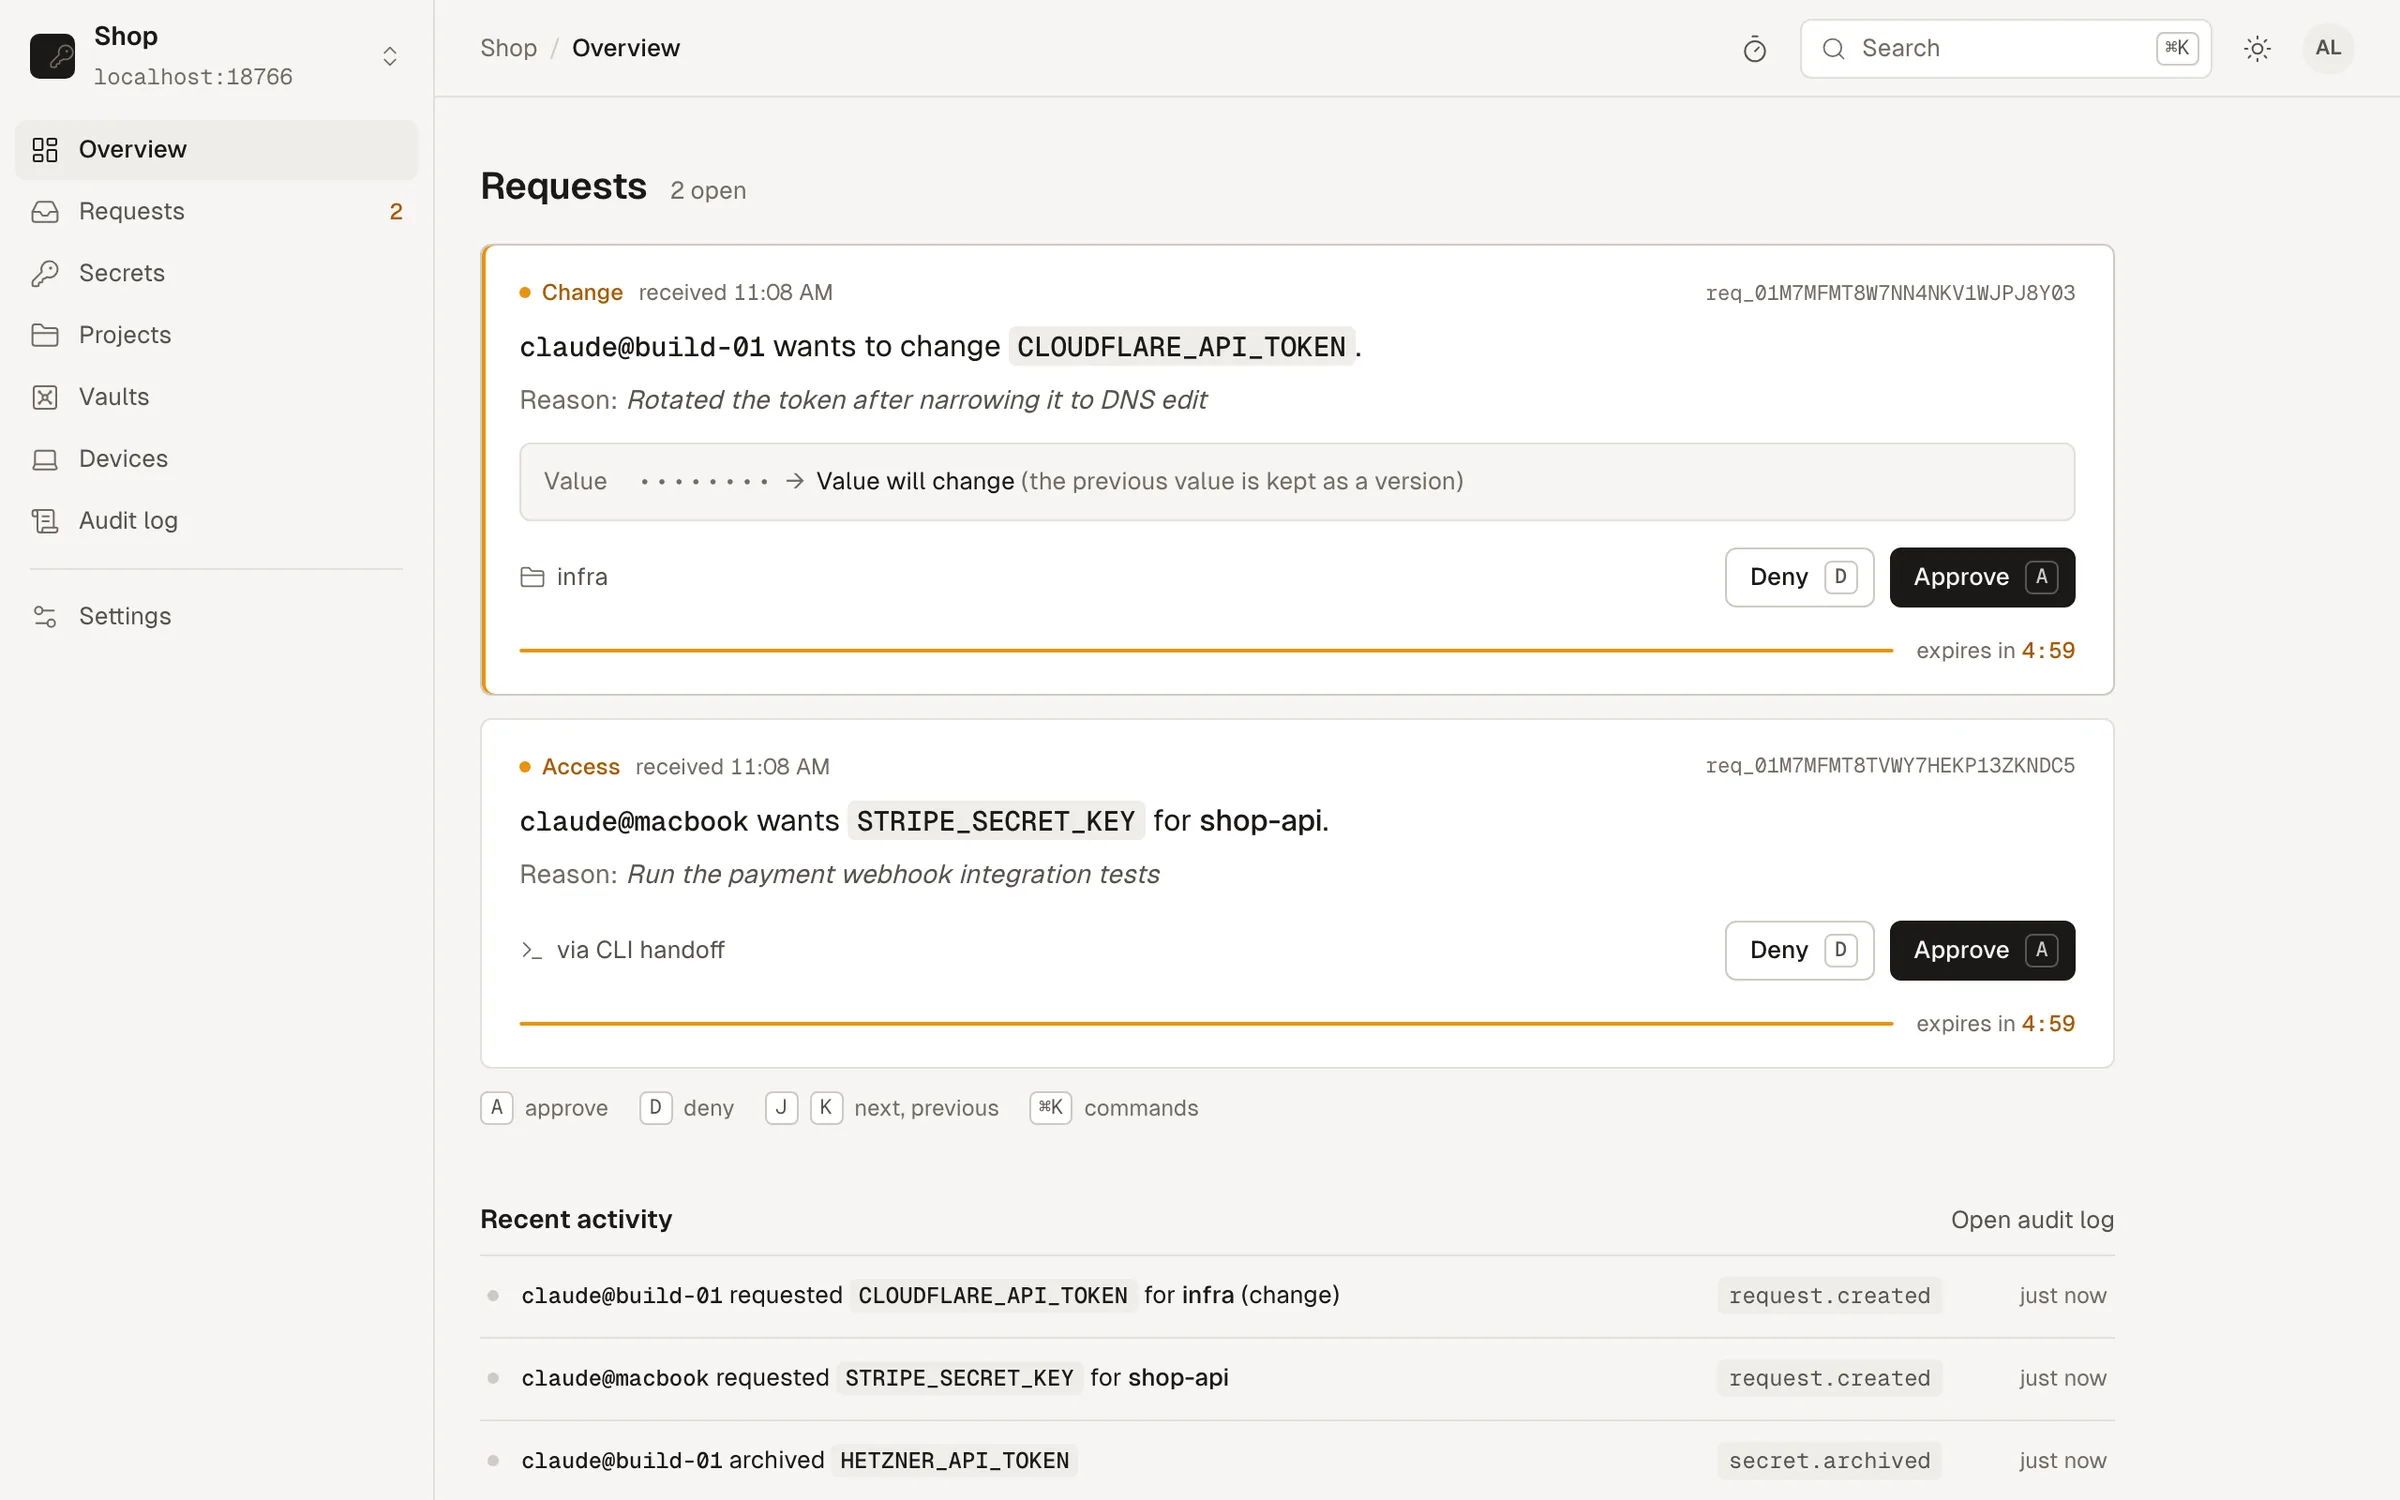 Shop
localhost:18766
Overview
Requests 2
Secrets
Projects
Vaults
Devices
Audit log
Settings
Shop / Overview
Search ⌘K
AL
Requests 2 open
Change received 11:08 AM req_01M7MFMT8W7NN4NKV1WJPJ8Y03
claude@build-01 wants to change CLOUDFLARE_API_TOKEN.
Reason: Rotated the token after narrowing it to DNS edit
Value •••••••• → Value will change (the previous value is kept as a version)
infra Deny D Approve A
expires in 4:59
Access received 11:08 AM req_01M7MFMT8TVWY7HEKP13ZKNDC5
claude@macbook wants STRIPE_SECRET_KEY for shop-api.
Reason: Run the payment webhook integration tests
via CLI handoff Deny D Approve A
expires in 4:59
A approve D deny J K next, previous ⌘K commands
Recent activity Open audit log
claude@build-01 requested CLOUDFLARE_API_TOKEN for infra (change) request.created just now
claude@macbook requested STRIPE_SECRET_KEY for shop-api request.created just now
claude@build-01 archived HETZNER_API_TOKEN secret.archived just now